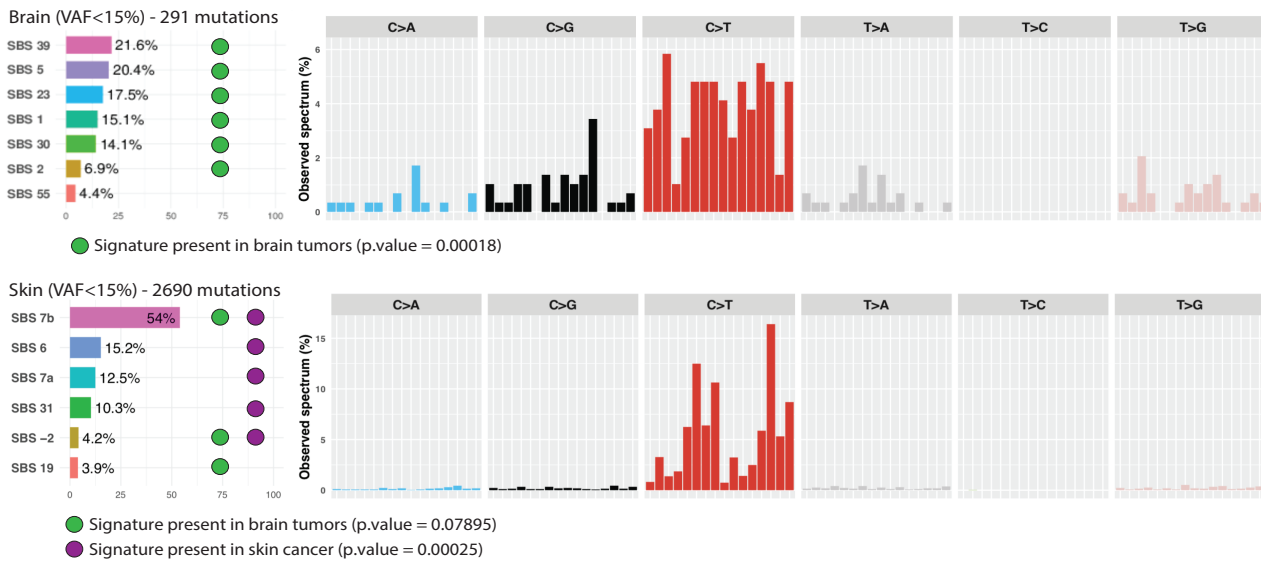 Brain (VAF<15%) - 291 mutations
SBS 39 21.6%
SBS 5 20.4%
SBS 23 17.5%
SBS 1 15.1%
SBS 30 14.1%
SBS 2 6.9%
SBS 55 4.4%
0 25 50 75 100
C>A C>G C>T T>A T>C T>G
Observed spectrum (%)
6
4
2
0
Signature present in brain tumors (p.value = 0.00018)
Skin (VAF<15%) - 2690 mutations
SBS 7b 54%
SBS 6 15.2%
SBS 7a 12.5%
SBS 31 10.3%
SBS −2 4.2%
SBS 19 3.9%
0 25 50 75 100
C>A C>G C>T T>A T>C T>G
Observed spectrum (%)
15
10
5
0
Signature present in brain tumors (p.value = 0.07895)
Signature present in skin cancer (p.value = 0.00025)